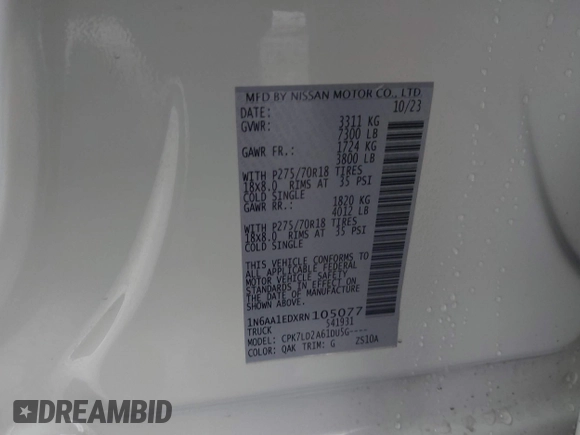 MFD BY NISSAN MOTOR CO., LTD
DATE: 10/23
GVWR: 3311 KG
7300 LB
GAWR FR.: 1724 KG
3800 LB
WITH P275/70R18 TIRES
18X8.0 RIMS AT 35 PSI
COLD SINGLE
GAWR RR.: 1820 KG
4012 LB
WITH P275/70R18 TIRES
18X8.0 RIMS AT 35 PSI
COLD SINGLE
THIS VEHICLE CONFORMS TO
ALL APPLICABLE FEDERAL
MOTOR VEHICLE SAFETY
STANDARDS IN EFFECT ON
THE DATE OF MANUFACTURE
SHOWN ABOVE.
1N6AA1EDXRN105077
TRUCK 541931
MODEL: CPK7LD2A61DUSG----
COLOR: QAK TRIM: G ZS10A
DREAMBID